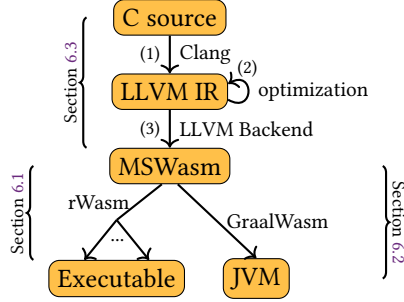 C source
(1) Clang
LLVM IR
(2)
optimization
(3) LLVM Backend
MSWasm
rWasm
GraalWasm
...
Executable
JVM
Section 6.3
Section 6.1
Section 6.2